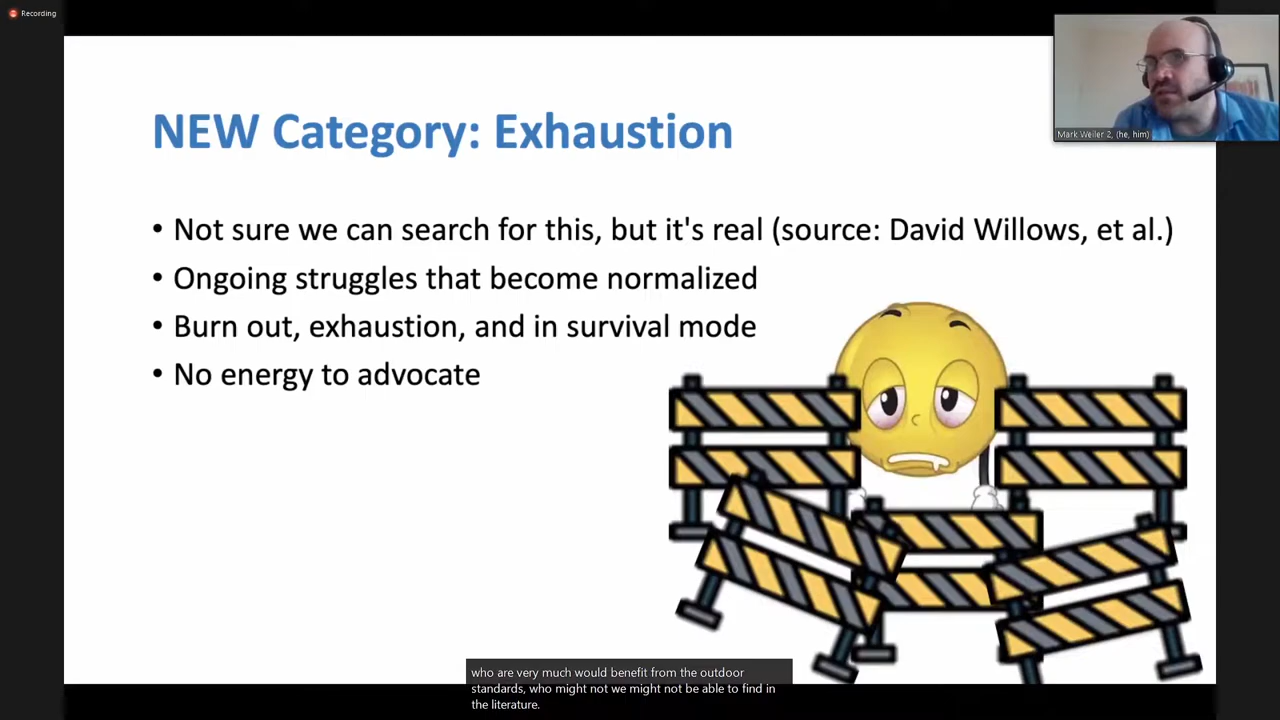 Recording
Mark Weiler 2, (he, him)
NEW Category: Exhaustion
• Not sure we can search for this, but it's real (source: David Willows, et al.)
• Ongoing struggles that become normalized
• Burn out, exhaustion, and in survival mode
• No energy to advocate
who are very much would benefit from the outdoor
standards, who might not we might not be able to find in
the literature.